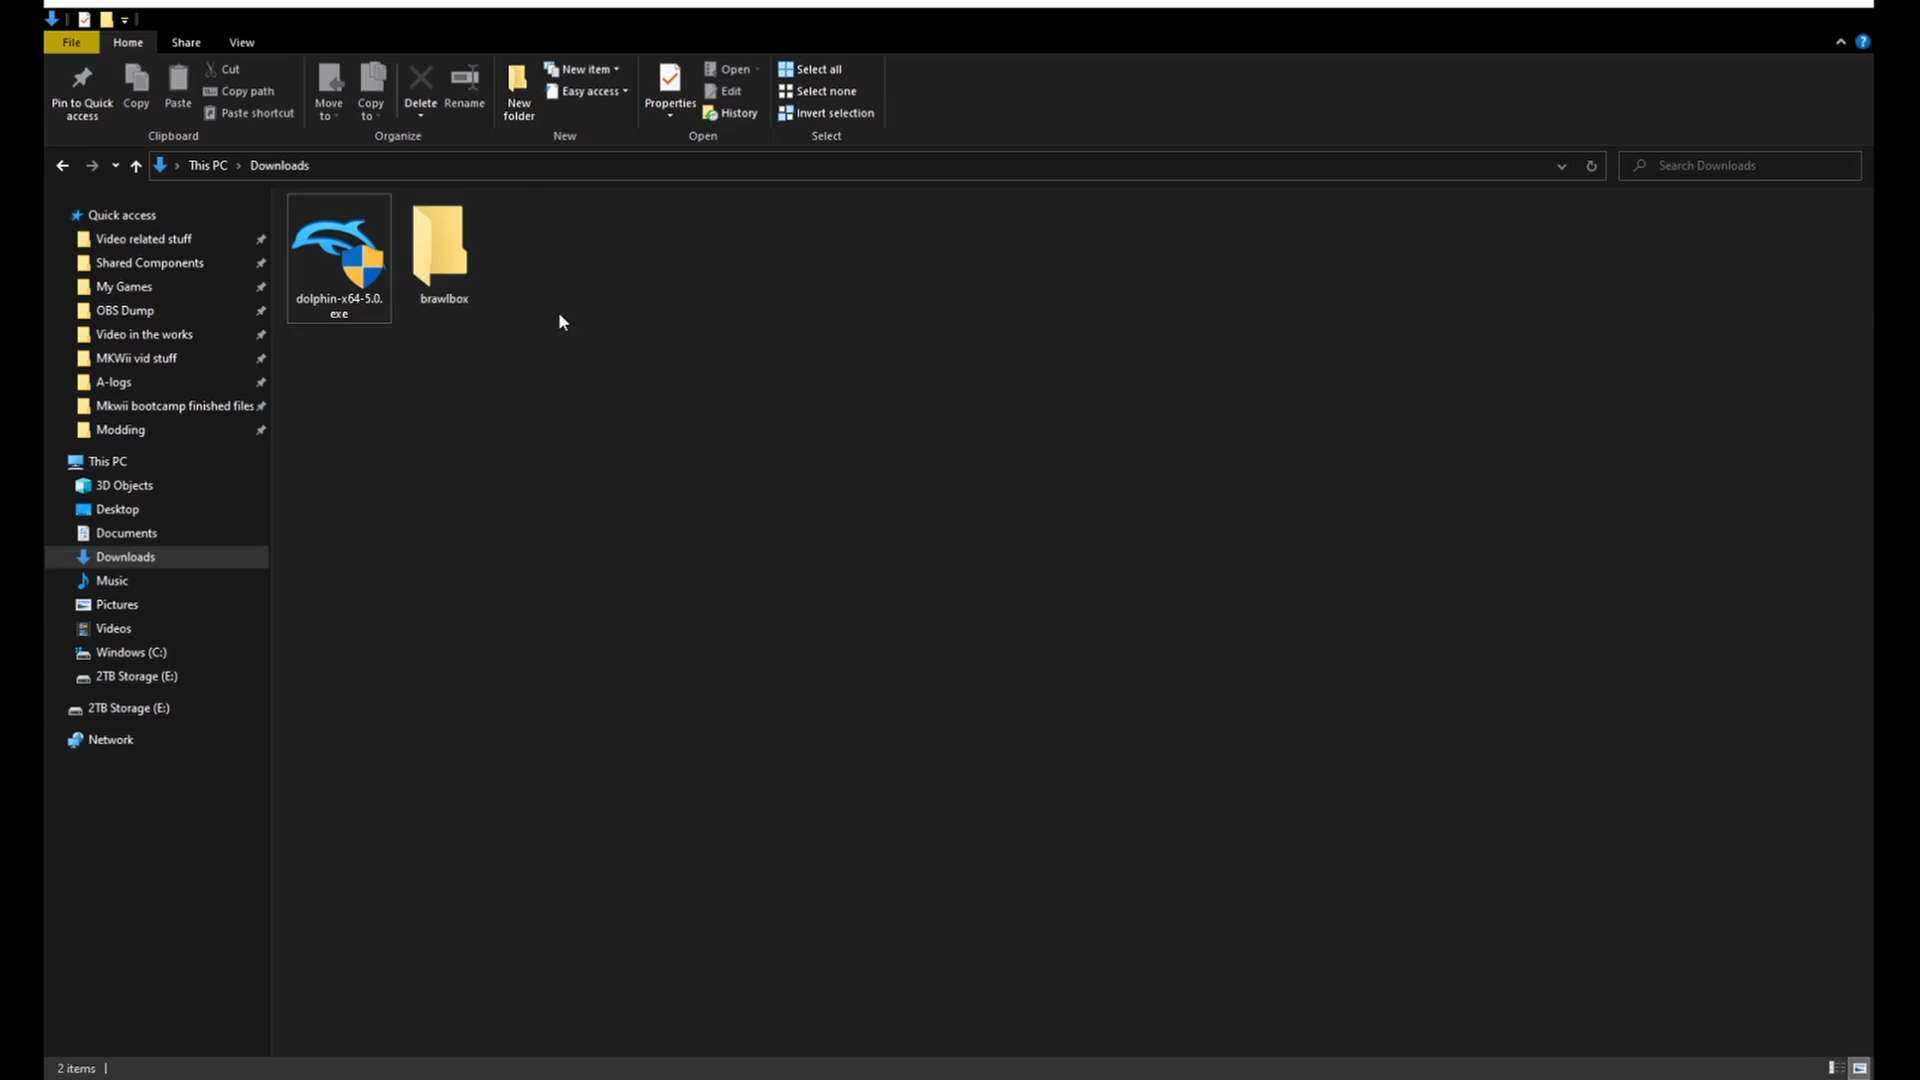 File Home Share View
Pin to Quick access
Copy
Paste
Cut
Copy path
Paste shortcut
Clipboard
Move to
Copy to
Delete
Rename
Organize
New folder
New item
Easy access
New
Properties
Open
Edit
History
Open
Select all
Select none
Invert selection
Select
This PC > Downloads
Search Downloads
Quick access
Video related stuff
Shared Components
My Games
OBS Dump
Video in the works
MKWii vid stuff
A-logs
Mkwii bootcamp finished files
Modding
This PC
3D Objects
Desktop
Documents
Downloads
Music
Pictures
Videos
Windows (C:)
2TB Storage (E:)
2TB Storage (E:)
Network
dolphin-x64-5.0.
exe
brawlbox
2 items